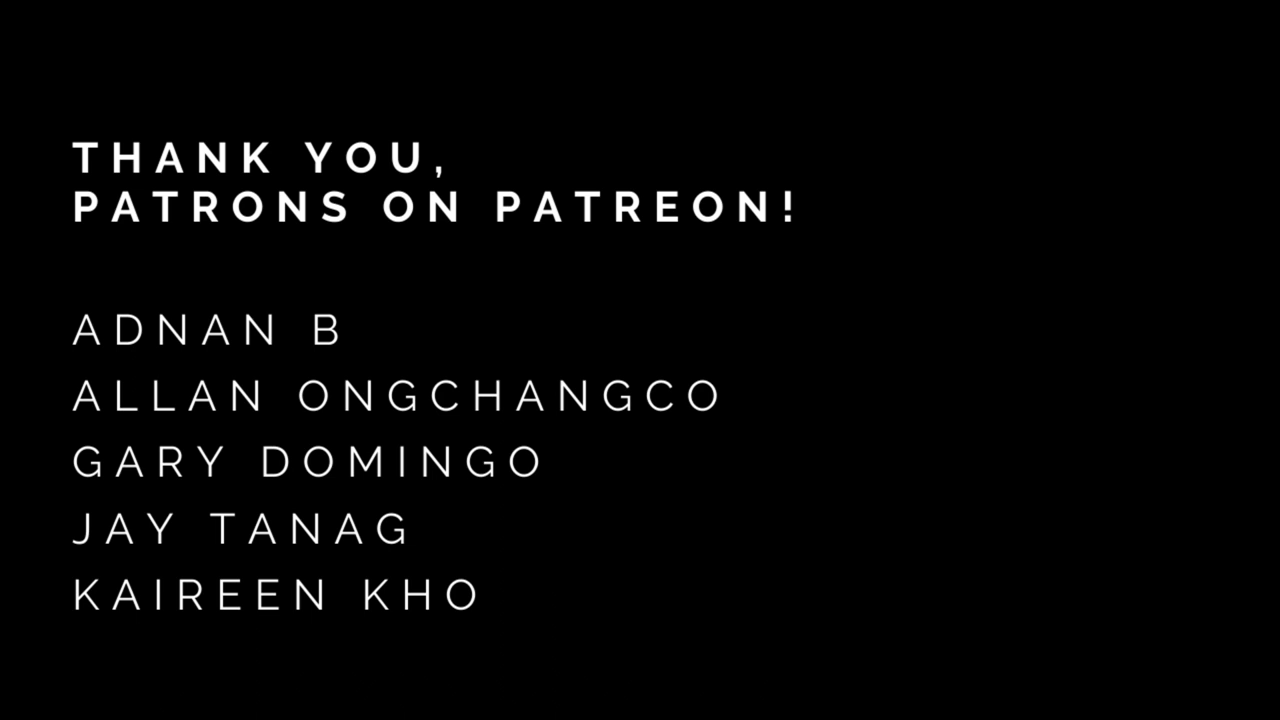 THANK YOU,
PATRONS ON PATREON!
ADNAN B
ALLAN ONGCHANGCO
GARY DOMINGO
JAY TANAG
KAIREEN KHO